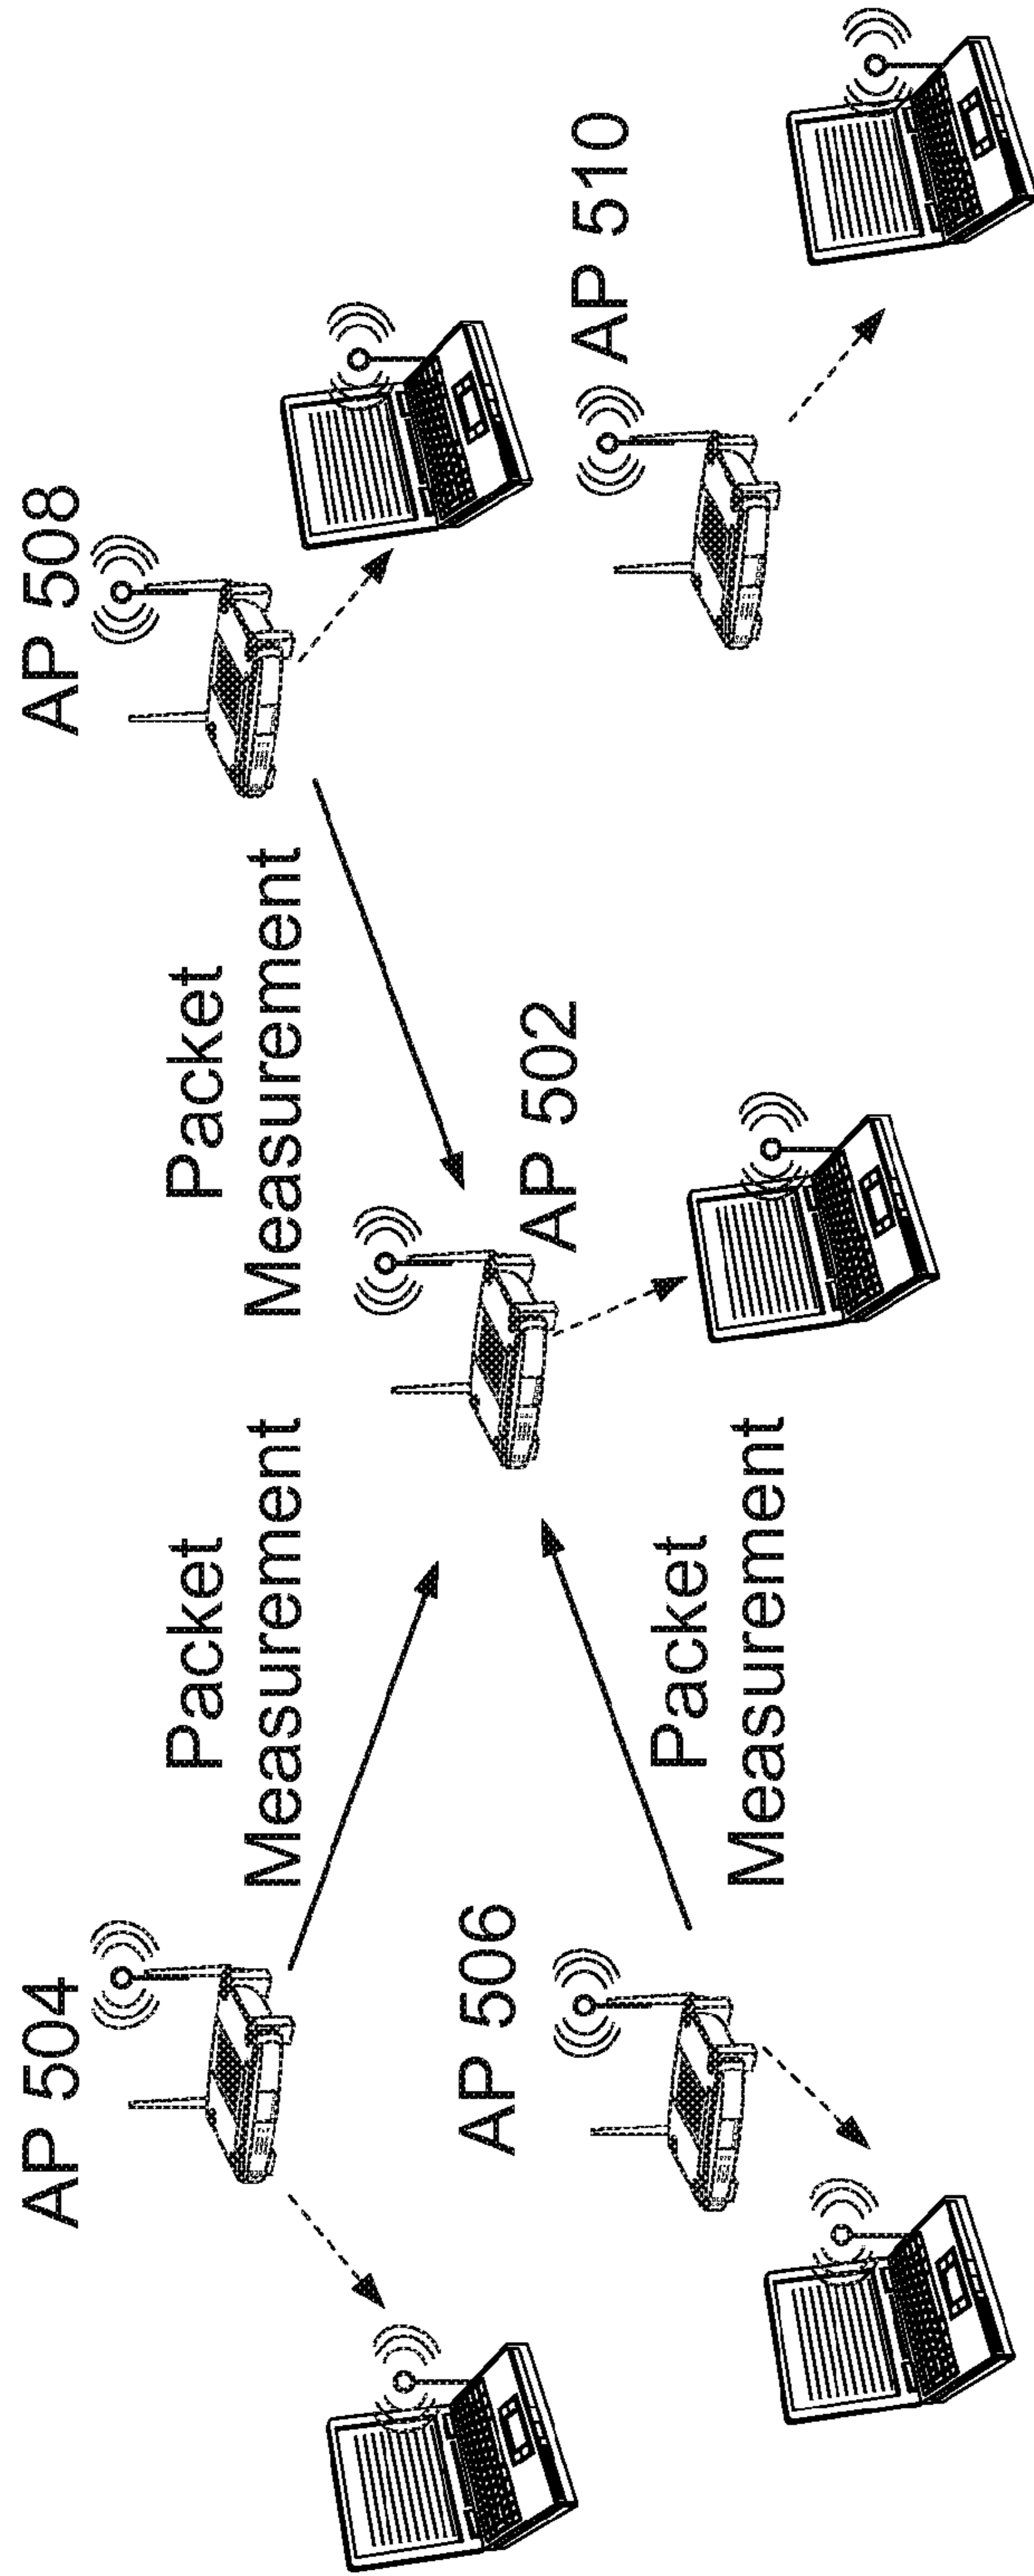 AP 504
Packet
Measurement
Packet
Measurement
AP 508
AP 506
AP 502
AP 510
Packet
Measurement